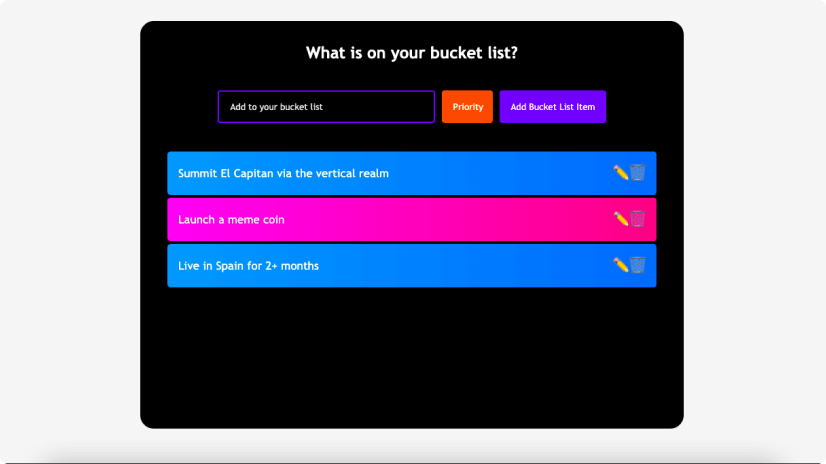 What is on your bucket list?
Add to your bucket list
Priority
Add Bucket List Item
Summit El Capitan via the vertical realm
Launch a meme coin
Live in Spain for 2+ months